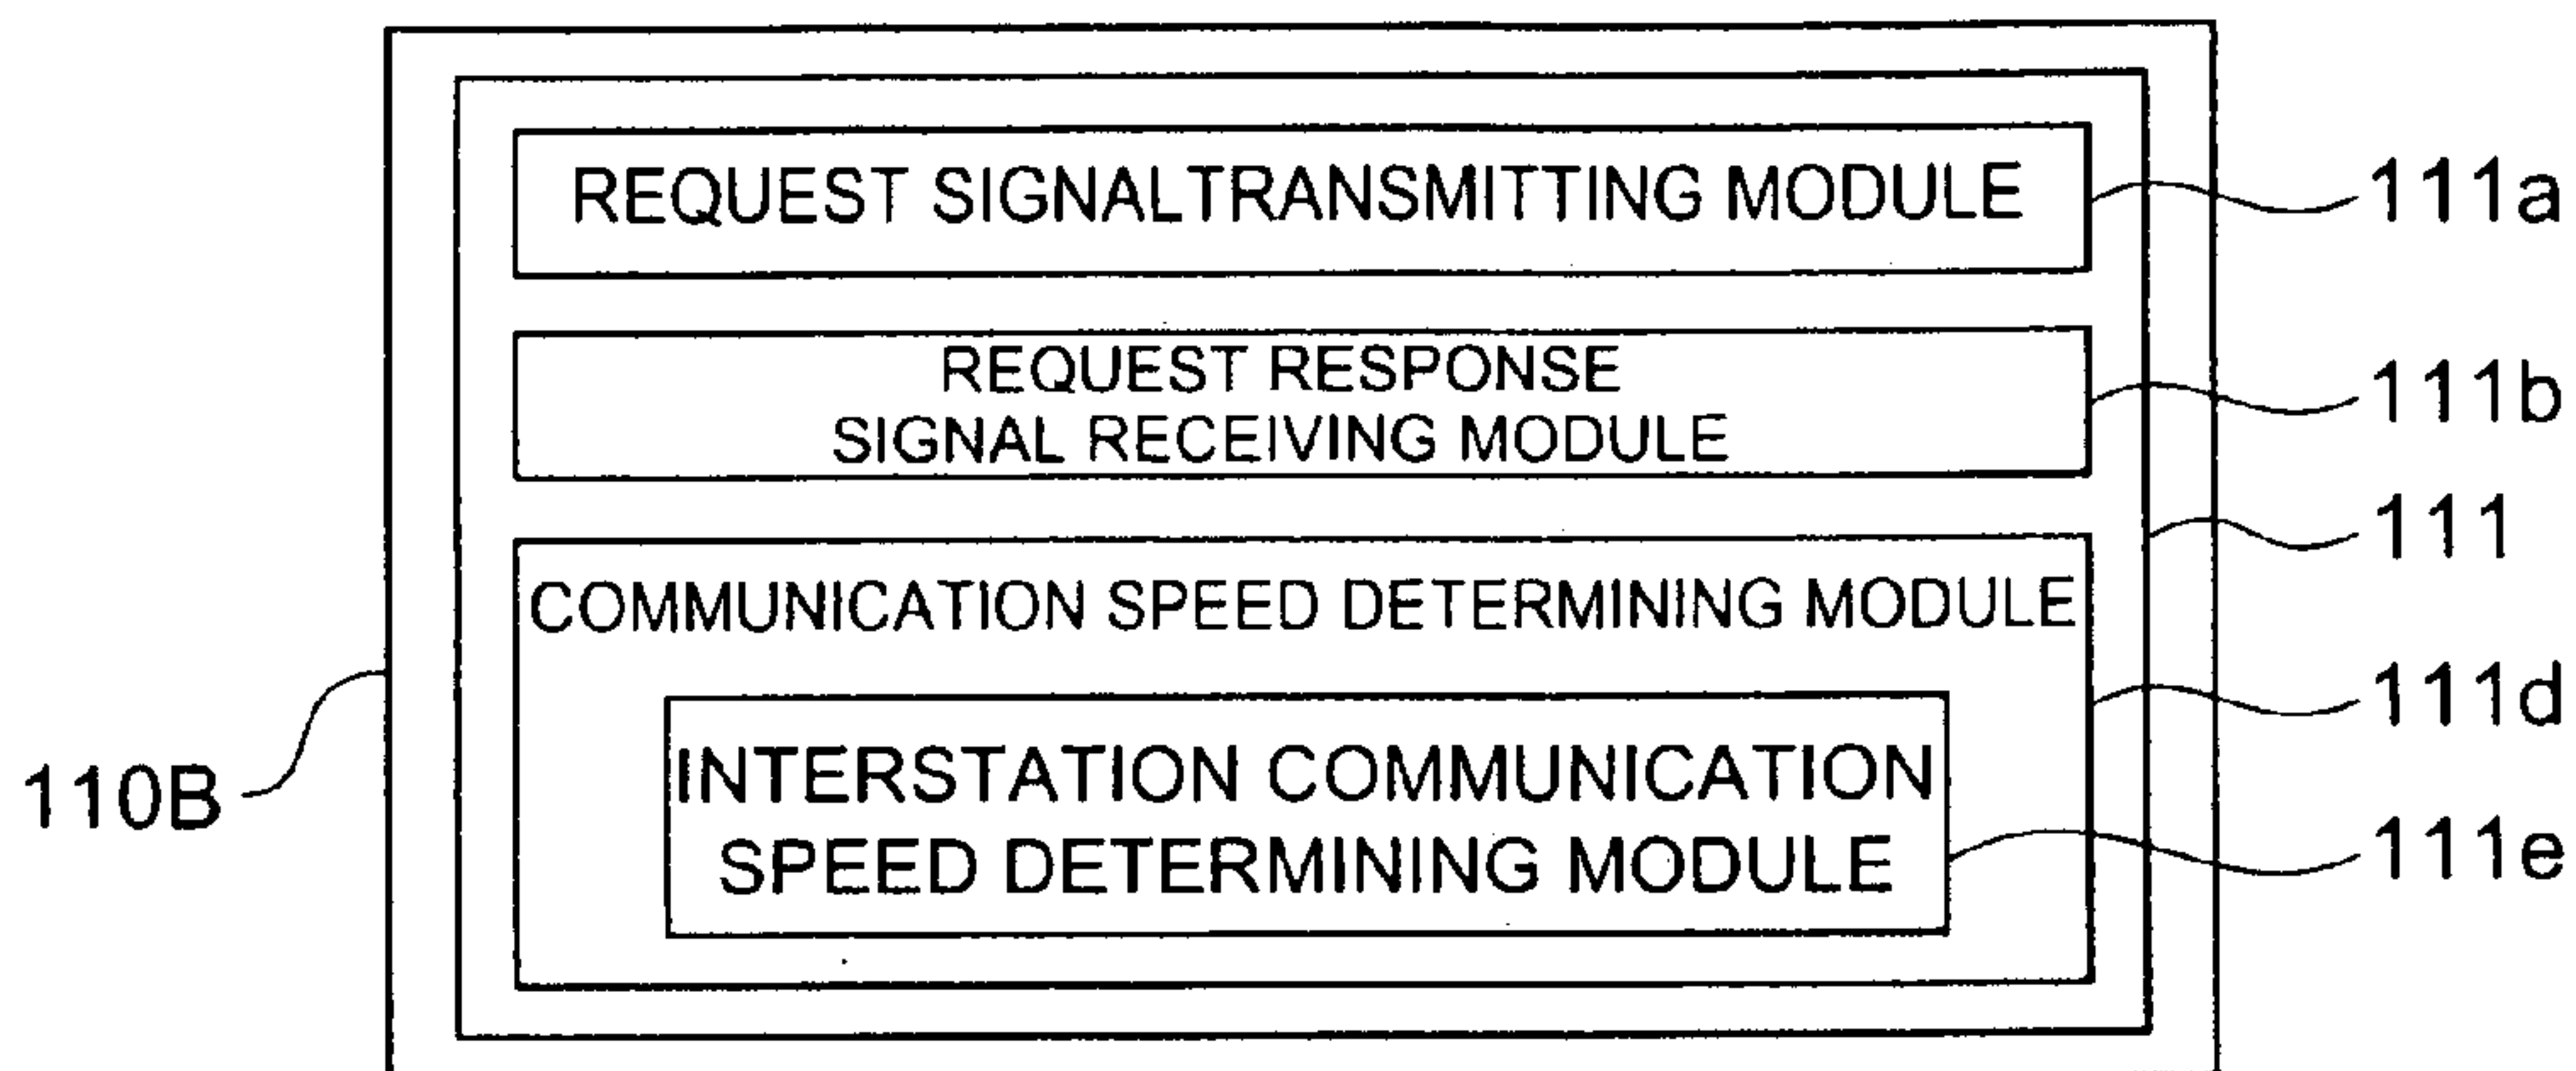 REQUEST SIGNALTRANSMITTING MODULE
111a
REQUEST RESPONSE
SIGNAL RECEIVING MODULE
111b
111
COMMUNICATION SPEED DETERMINING MODULE
111d
INTERSTATION COMMUNICATION
SPEED DETERMINING MODULE
111e
110B